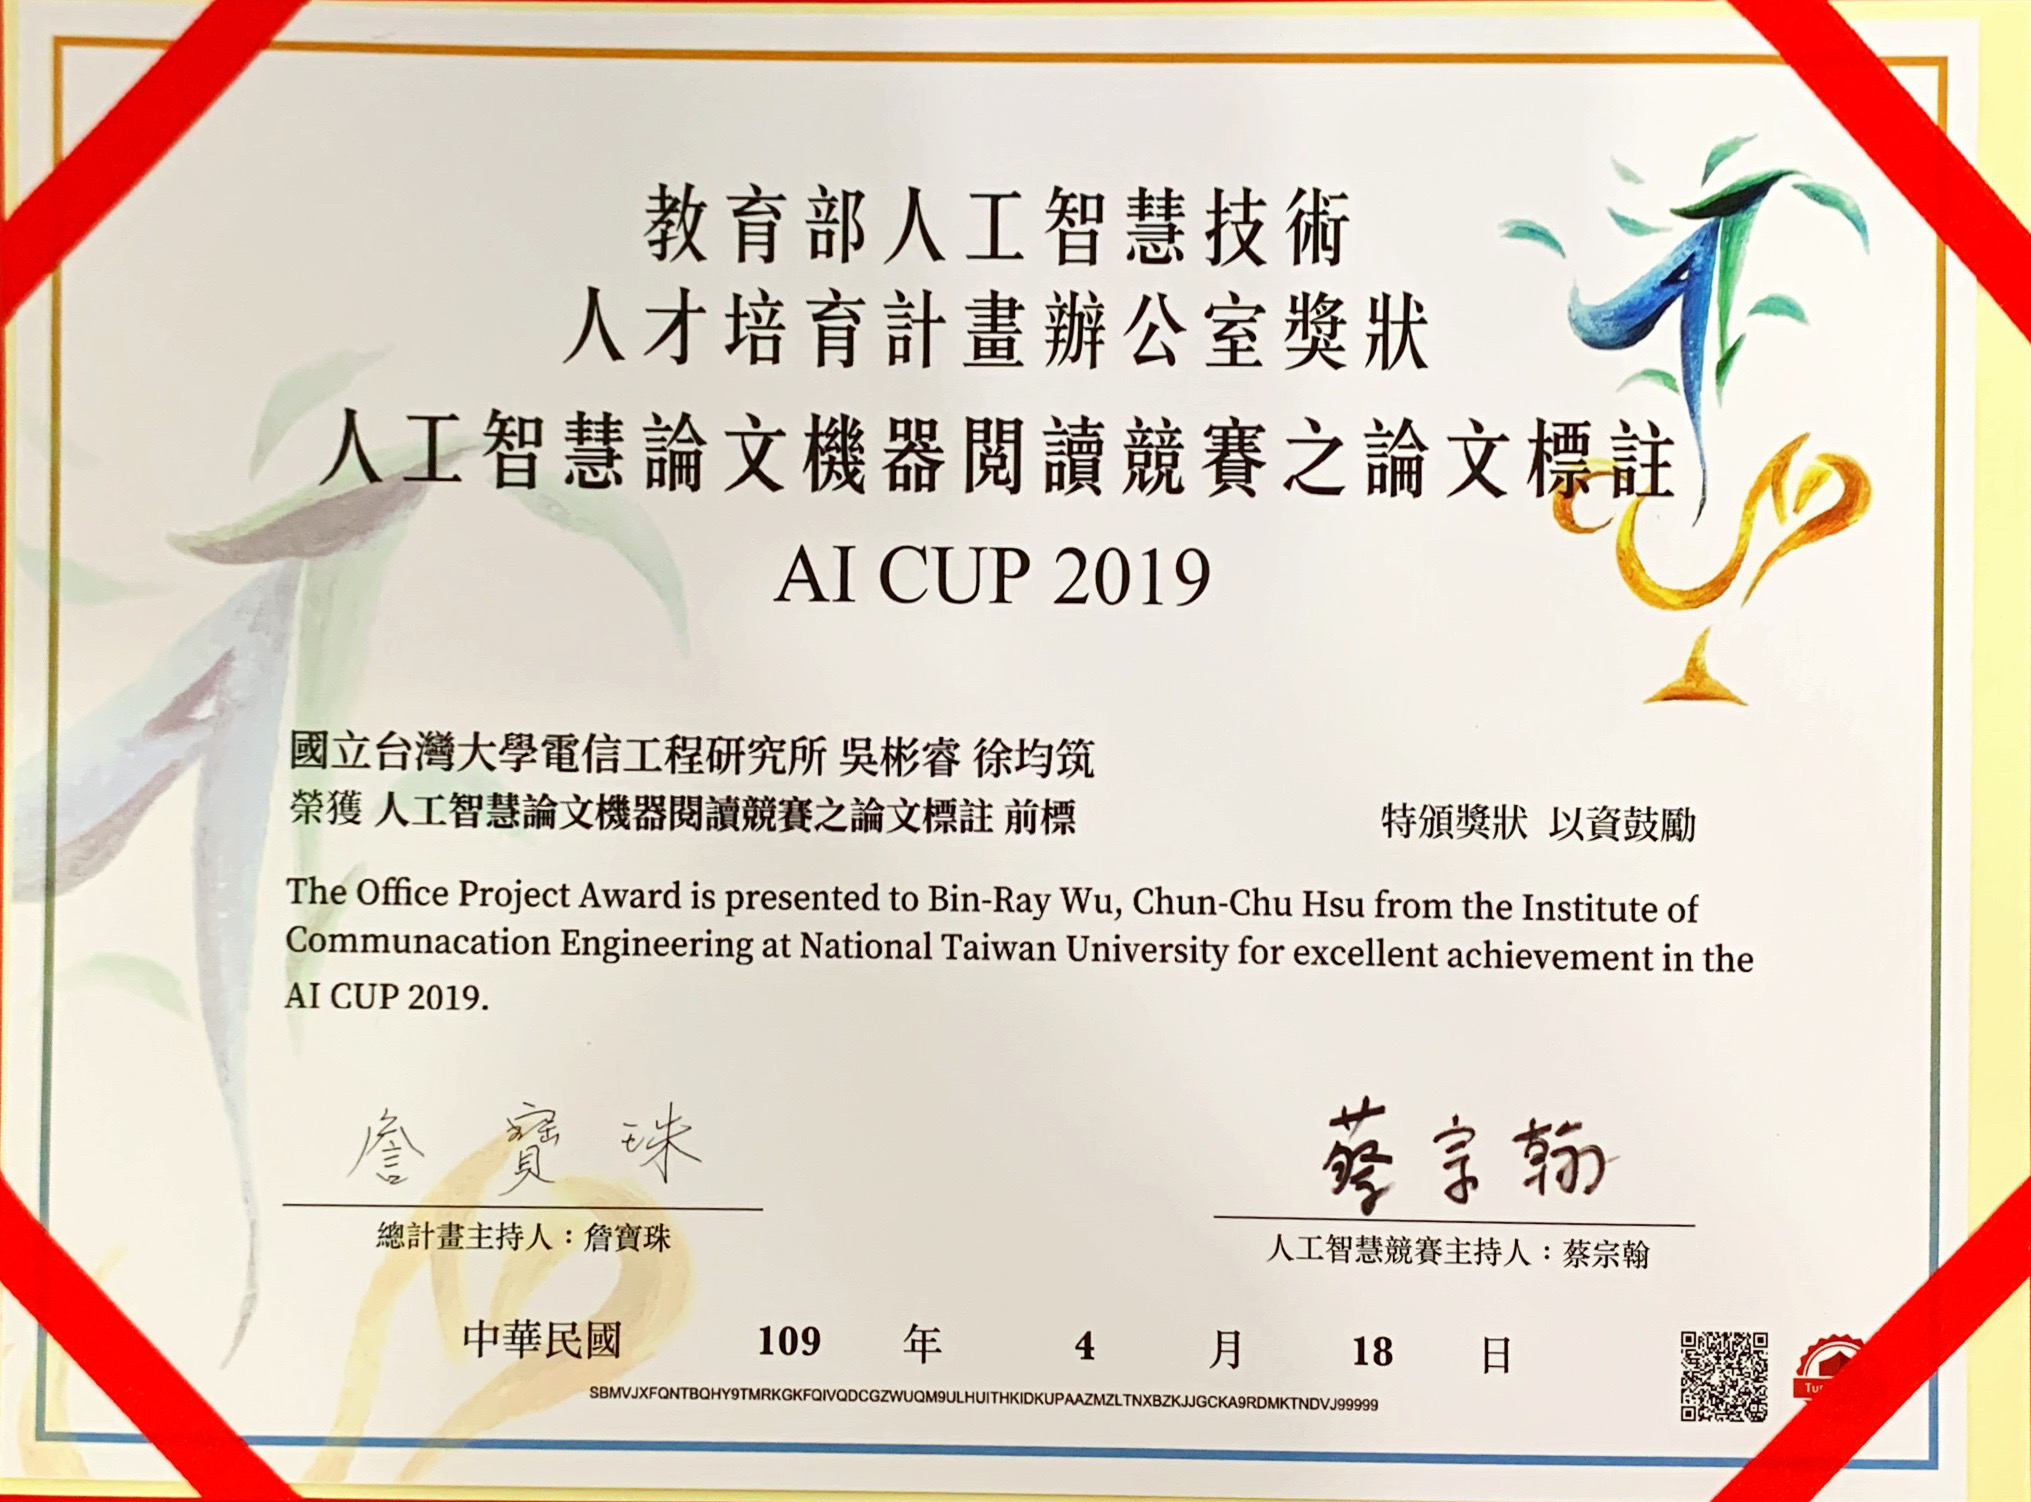 教育部人工智慧技術
人才培育計畫辦公室獎狀
人工智慧論文機器閱讀競賽之論文標註
AI CUP 2019
國立台灣大學電信工程研究所 吳彬睿 徐均筑
榮獲 人工智慧論文機器閱讀競賽之論文標註 前標
特頒獎狀 以資鼓勵
The Office Project Award is presented to Bin-Ray Wu, Chun-Chu Hsu from the Institute of
Communacation Engineering at National Taiwan University for excellent achievement in the
AI CUP 2019.
詹寶珠
蔡宗翰
總計畫主持人：詹寶珠
人工智慧競賽主持人：蔡宗翰
中華民國 109 年 4 月 18 日
SBMVJXFQNTBQHY9TMRKGKFQIVQDCGZWUQM9ULHUITHKIDKUPAAZMZLTNXBZKJJGCKA9RDMKTNDVJ99999